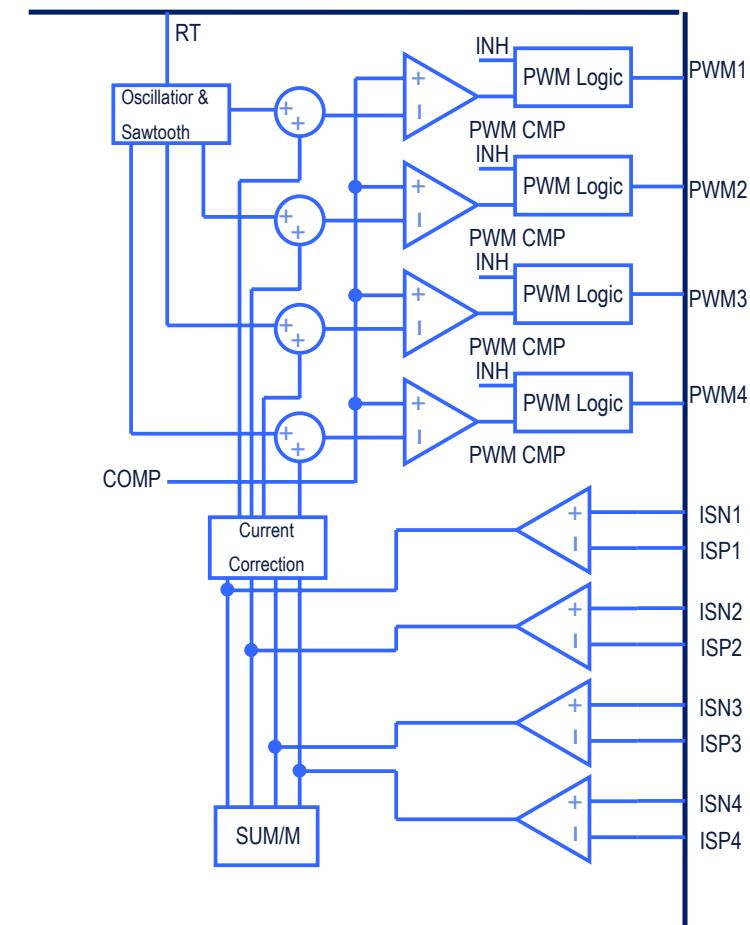 RT
INH
PWM Logic
PWM1
Oscillatior &
Sawtooth
+
+
+
I
PWM CMP
INH
PWM Logic
PWM2
+
+
+
I
PWM CMP
INH
PWM Logic
PWM3
+
+
+
I
PWM CMP
INH
PWM Logic
PWM4
+
+
+
I
PWM CMP
COMP
Current
Correction
+
I
ISN1
ISP1
+
I
ISN2
ISP2
+
I
ISN3
ISP3
+
I
ISN4
ISP4
SUM/M